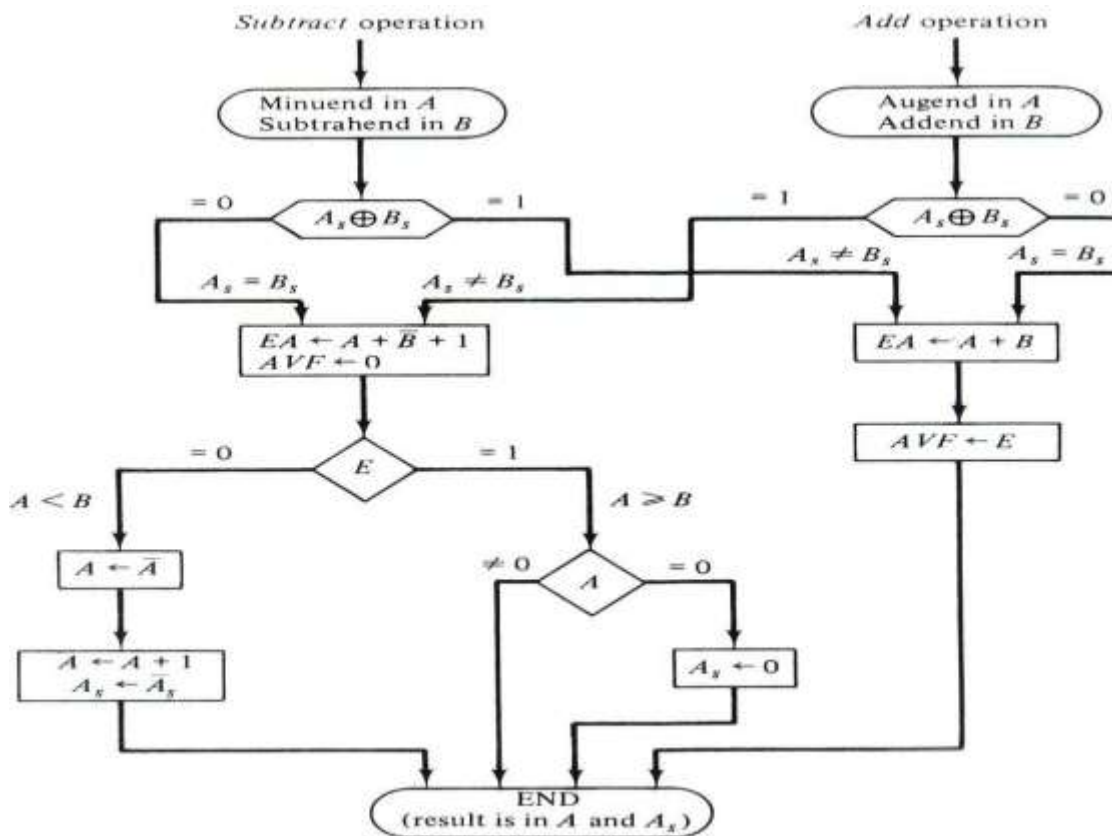 Subtract operation
Add operation
Minuend in A
Subtrahend in B
Augend in A
Addend in B
= 0
A_s ⊕ B_s
= 1
= 1
A_s ⊕ B_s
= 0
A_s = B_s
A_s ≠ B_s
A_s ≠ B_s
A_s = B_s
EA ← A + B̅ + 1
AVF ← 0
EA ← A + B
AVF ← E
= 0
E
= 1
A < B
A ⩾ B
A ← A̅
≠ 0
A
= 0
A ← A + 1
A_s ← A̅_s
A_s ← 0
END
(result is in A and A_s)